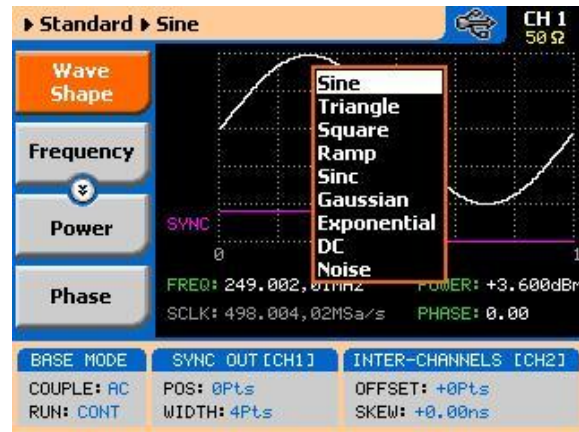 Standard Sine
CH 1
50 Ω
Wave
Shape
Frequency
Power
Phase
Sine
Triangle
Square
Ramp
Sinc
Gaussian
Exponential
DC
Noise
SYNC
0
1
FREQ: 249.002,01MHz POWER: +3.600dBm
SCLK: 498.004,02MSa/s PHASE: 0.00
BASE MODE
COUPLE: AC
RUN: CONT
SYNC OUT [CH1]
POS: 0Pts
WIDTH: 4Pts
INTER-CHANNELS [CH2]
OFFSET: +0Pts
SKEW: +0.00ns